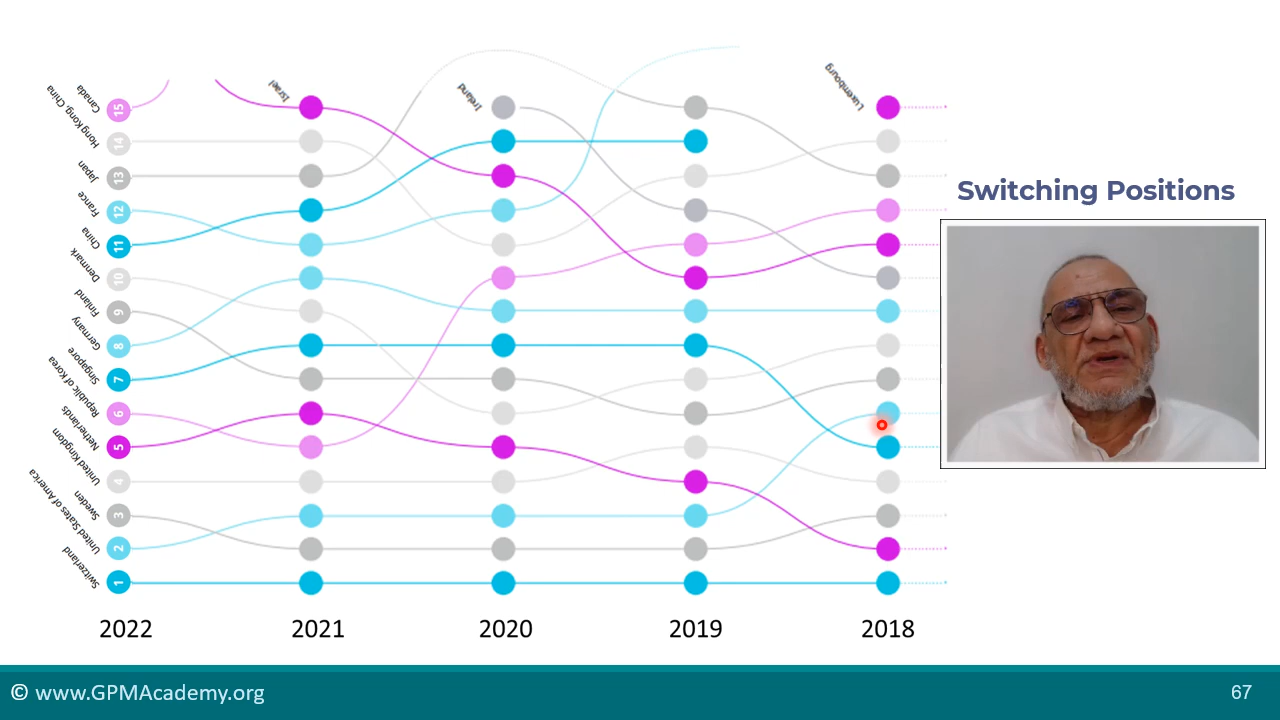 Switching Positions
Canada
Hong Kong, China
Japan
France
China
Denmark
Finland
Germany
Singapore
Republic of Korea
Netherlands
United Kingdom
Sweden
United States of America
Switzerland
15
14
13
12
11
10
9
8
7
6
5
4
3
2
1
Israel
Ireland
Luxembourg
2022
2021
2020
2019
2018
© www.GPMAcademy.org
67